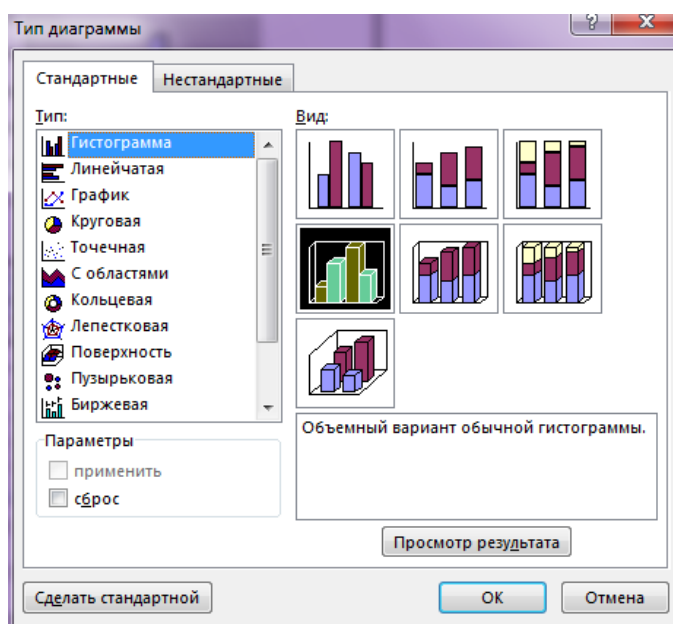 Тип диаграммы
Стандартные
Нестандартные
Тип:
Вид:
Гистограмма
Линейчатая
График
Круговая
Точечная
С областями
Кольцевая
Лепестковая
Поверхность
Пузырьковая
Биржевая
Объемный вариант обычной гистограммы.
Параметры
применить
сброс
Просмотр результата
Сделать стандартной
ОК
Отмена